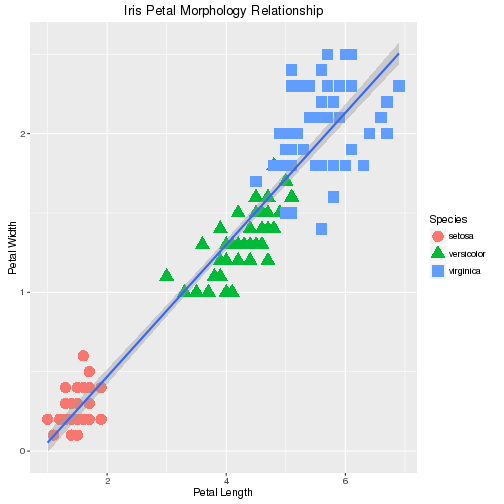 Iris Petal Morphology Relationship
Petal Width
2
1
0
2
4
6
Petal Length
Species
setosa
versicolor
virginica